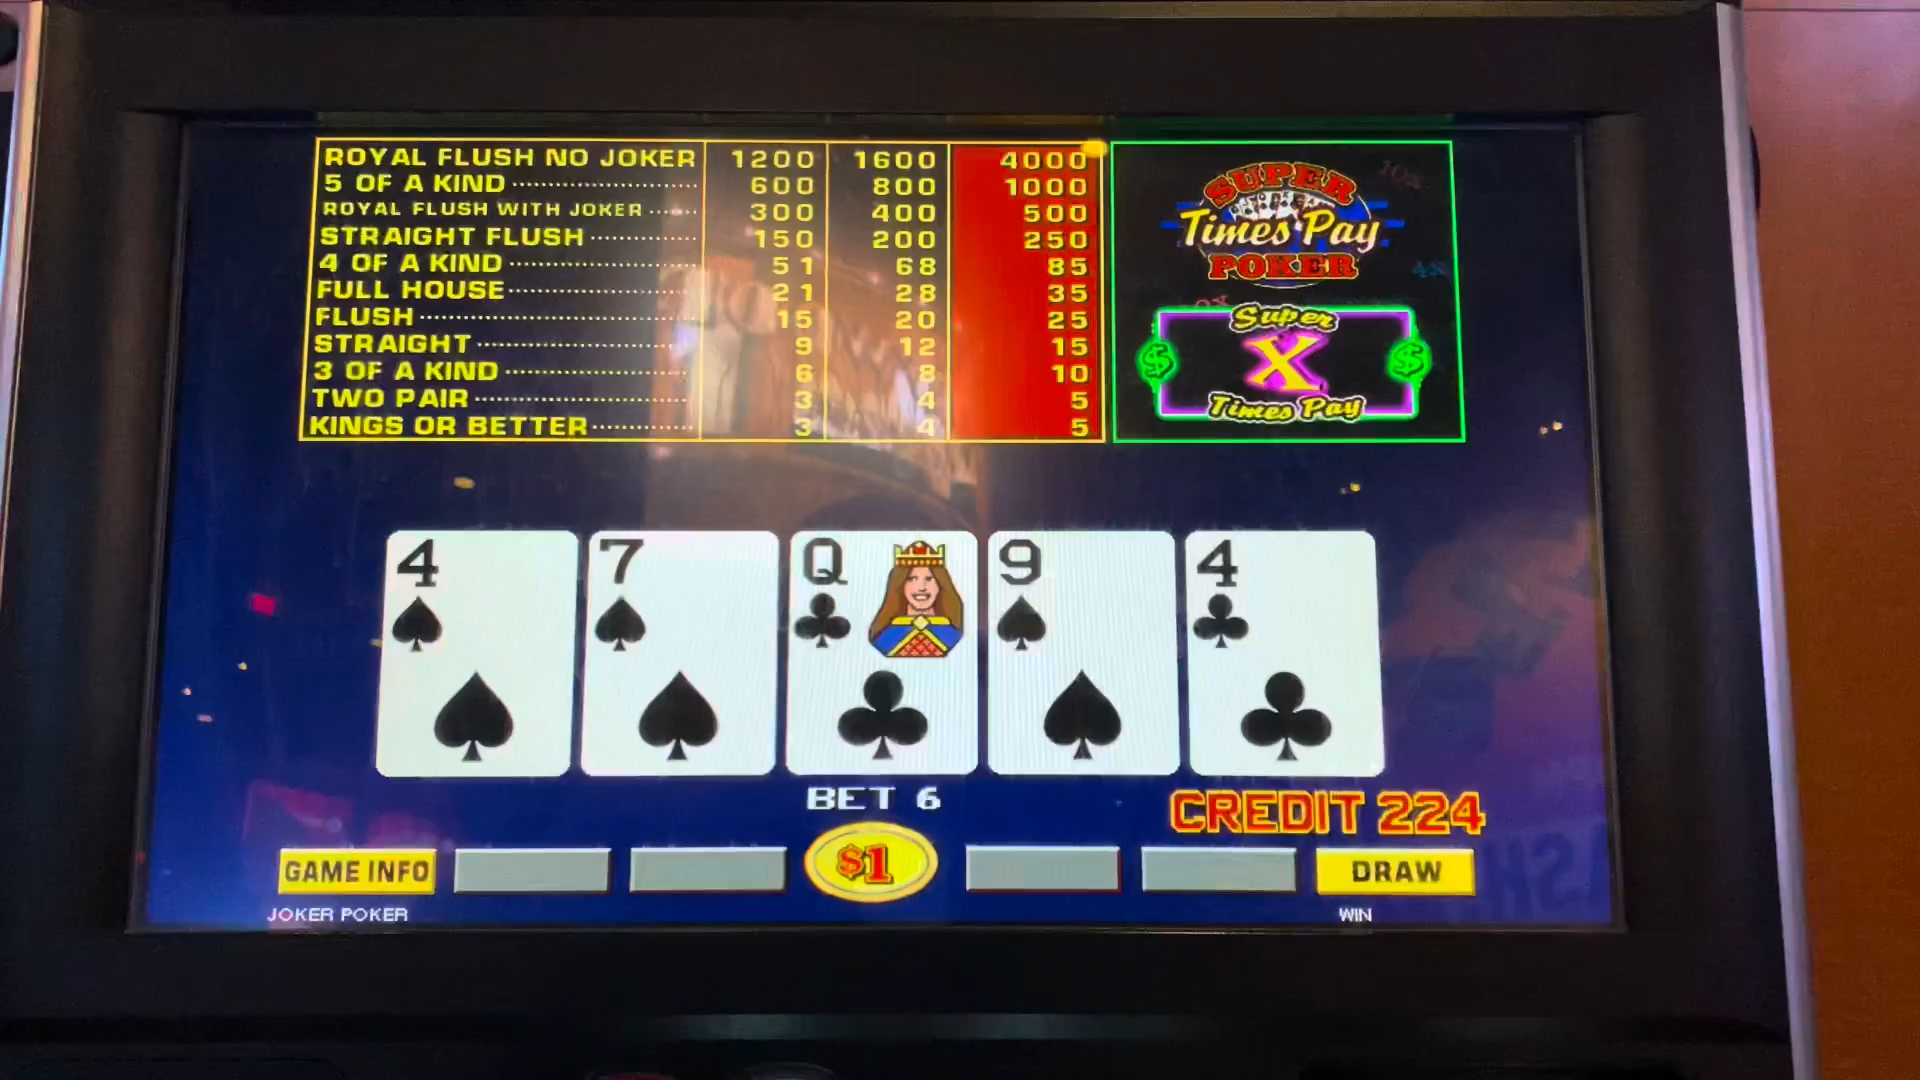 ROYAL FLUSH NO JOKER 1200 1600 4000
5 OF A KIND 600 800 1000
ROYAL FLUSH WITH JOKER 300 400 500
STRAIGHT FLUSH 150 200 250
4 OF A KIND 51 68 85
FULL HOUSE 21 28 35
FLUSH 15 20 25
STRAIGHT 9 12 15
3 OF A KIND 6 8 10
TWO PAIR 3 4 5
KINGS OR BETTER 3 4 5
SUPER
Times Pay
POKER
Super
$ X $
Times Pay
4 7 Q 9 4
BET 6
CREDIT 224
GAME INFO $1 DRAW
JOKER POKER WIN